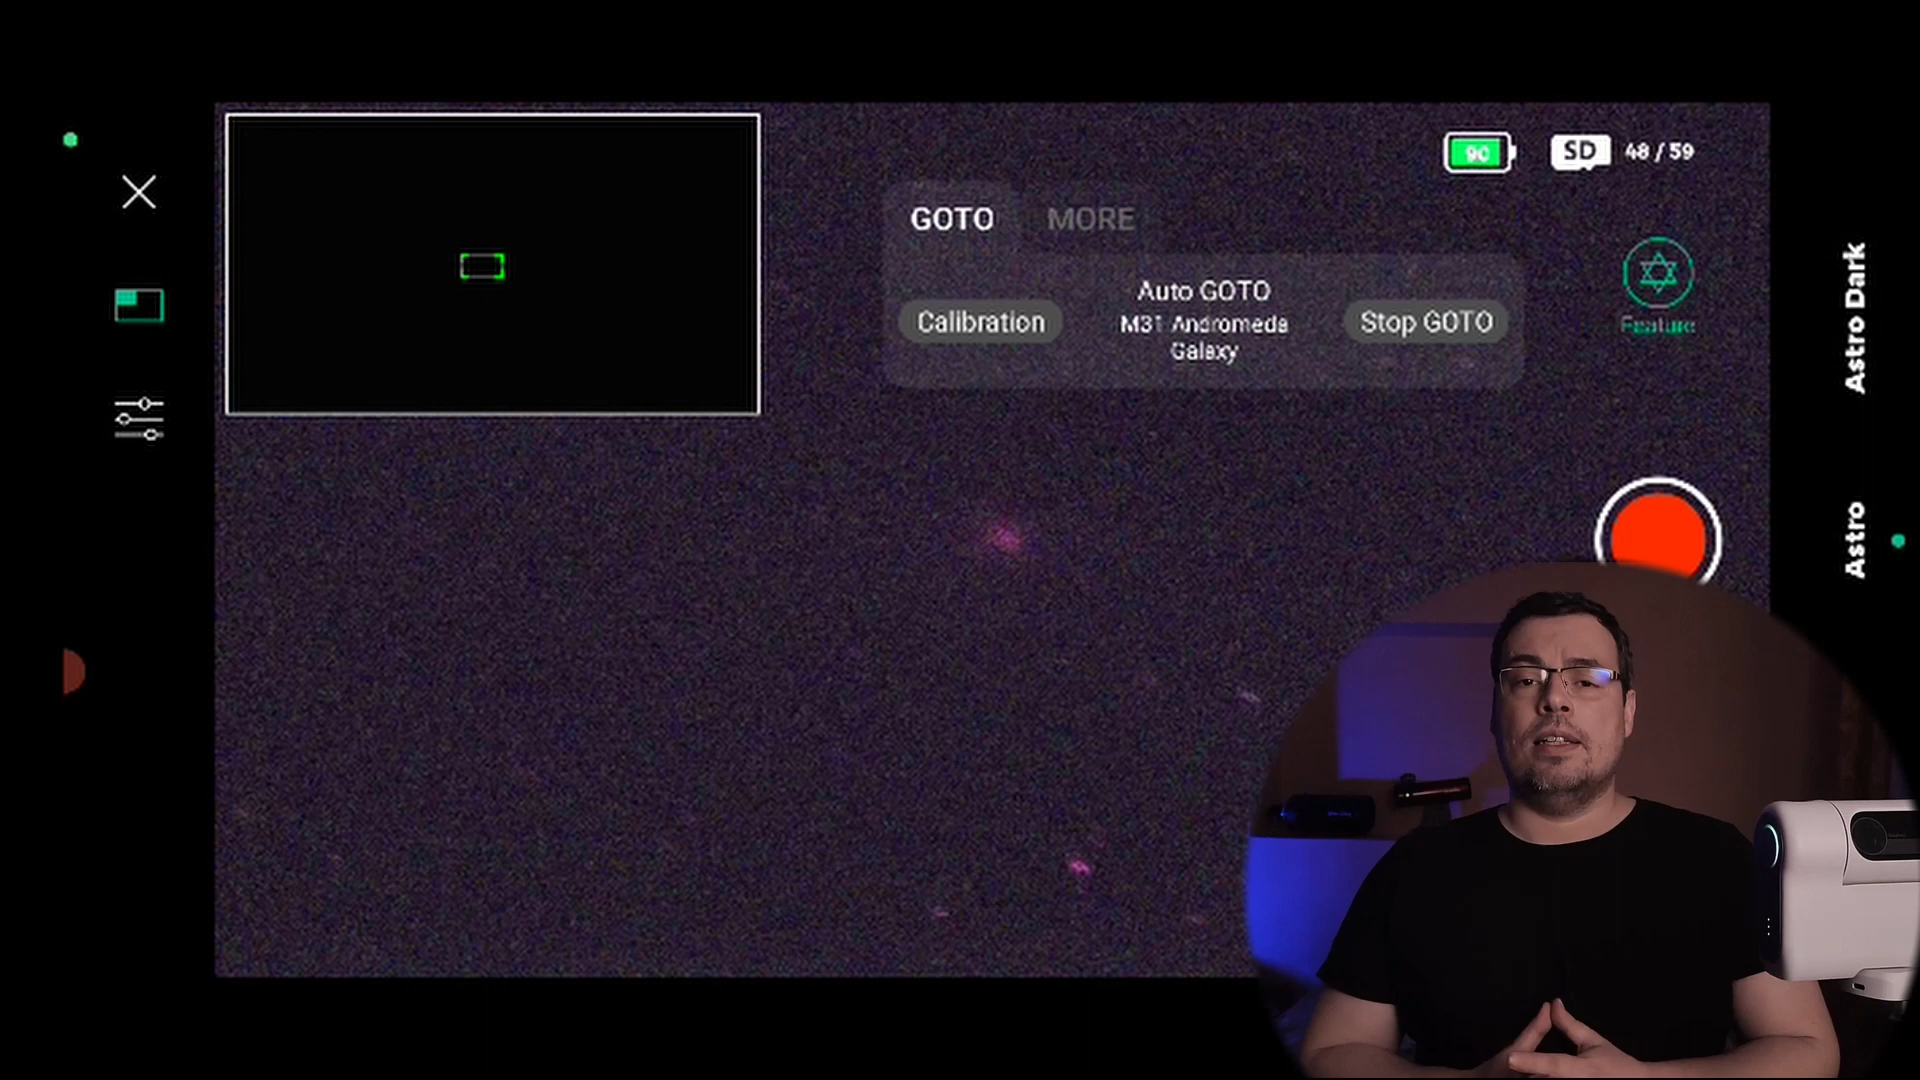 90
SD
48 / 59
GOTO
MORE
Auto GOTO
Calibration
M31 Andromeda
Galaxy
Stop GOTO
Feature
Astro Dark
Astro